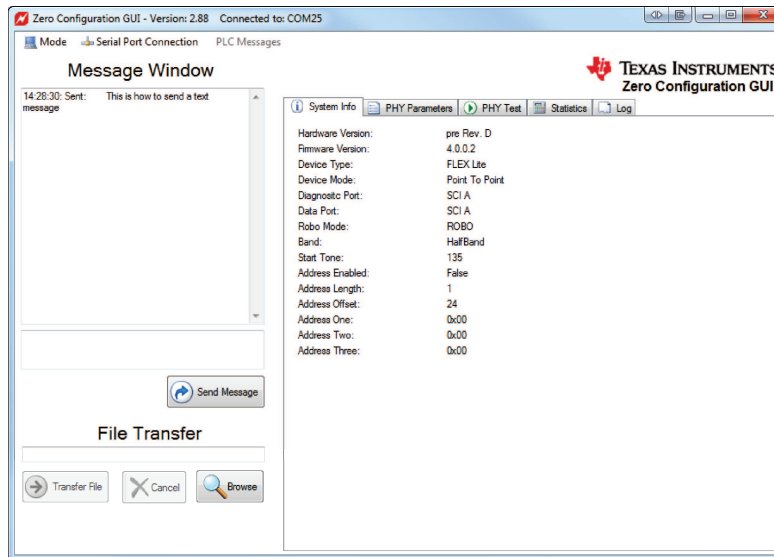 Zero Configuration GUI - Version: 2.88 Connected to: COM25
Mode Serial Port Connection PLC Messages
Message Window
TEXAS INSTRUMENTS
Zero Configuration GUI
14:28:30: Sent: This is how to send a text
message
System Info PHY Parameters PHY Test Statistics Log
Hardware Version: pre Rev. D
Firmware Version: 4.0.0.2
Device Type: FLEX Lite
Device Mode: Point To Point
Diagnositc Port: SCI A
Data Port: SCI A
Robo Mode: ROBO
Band: HalfBand
Start Tone: 135
Address Enabled: False
Address Length: 1
Address Offset: 24
Address One: 0x00
Address Two: 0x00
Address Three: 0x00
Send Message
File Transfer
Transfer File Cancel Browse